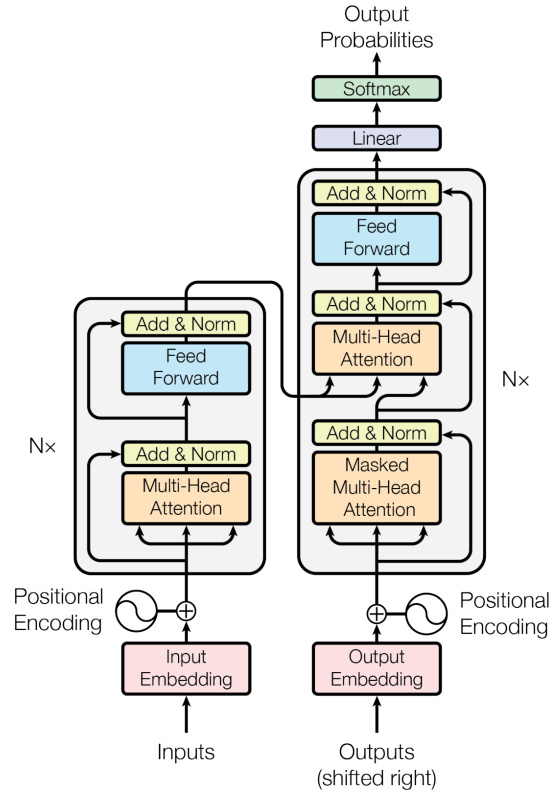 Output
Probabilities
Softmax
Linear
Add & Norm
Feed
Forward
Add & Norm
Multi-Head
Attention
Add & Norm
Masked
Multi-Head
Attention
N×
Add & Norm
Feed
Forward
Add & Norm
Multi-Head
Attention
N×
Positional
Encoding
Positional
Encoding
Input
Embedding
Output
Embedding
Inputs
Outputs
(shifted right)